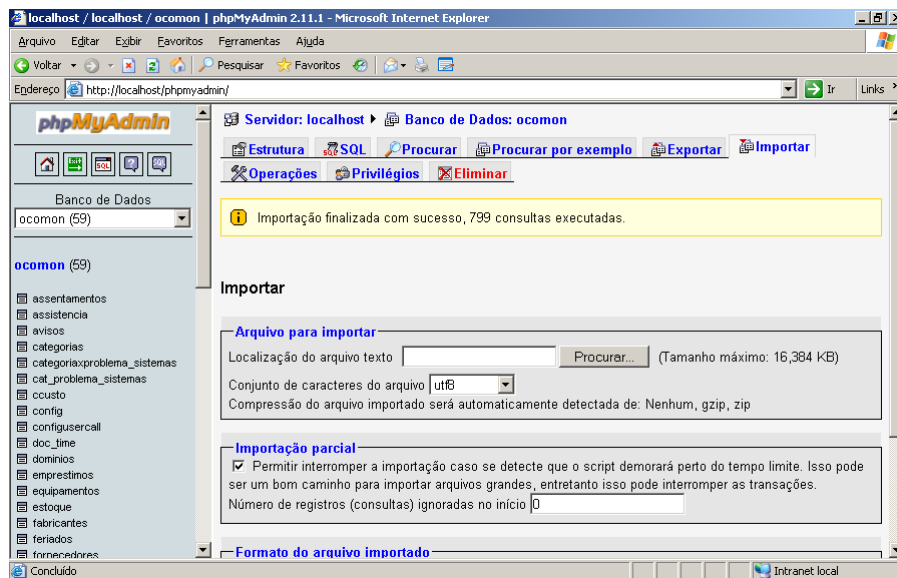 localhost / localhost / ocomon | phpMyAdmin 2.11.1 - Microsoft Internet Explorer
Arquivo Editar Exibir Favoritos Ferramentas Ajuda
Voltar Pesquisar Favoritos
Endereço http://localhost/phpmyadmin/ Ir Links
phpMyAdmin
SQL
Banco de Dados
ocomon (59)
ocomon (59)
assentamentos
assistencia
avisos
categorias
categoriaxproblema_sistemas
cat_problema_sistemas
ccusto
config
configusercall
doc_time
dominios
emprestimos
equipamentos
estoque
fabricantes
feriados
fornecedores
Servidor: localhost Banco de Dados: ocomon
Estrutura SQL Procurar Procurar por exemplo Exportar Importar
Operações Privilégios Eliminar
Importação finalizada com sucesso, 799 consultas executadas.
Importar
Arquivo para importar
Localização do arquivo texto Procurar... (Tamanho máximo: 16,384 KB)
Conjunto de caracteres do arquivo utf8
Compressão do arquivo importado será automaticamente detectada de: Nenhum, gzip, zip
Importação parcial
Permitir interromper a importação caso se detecte que o script demorará perto do tempo limite. Isso pode
ser um bom caminho para importar arquivos grandes, entretanto isso pode interromper as transações.
Número de registros (consultas) ignoradas no início 0
Formato do arquivo importado
Concluído Intranet local